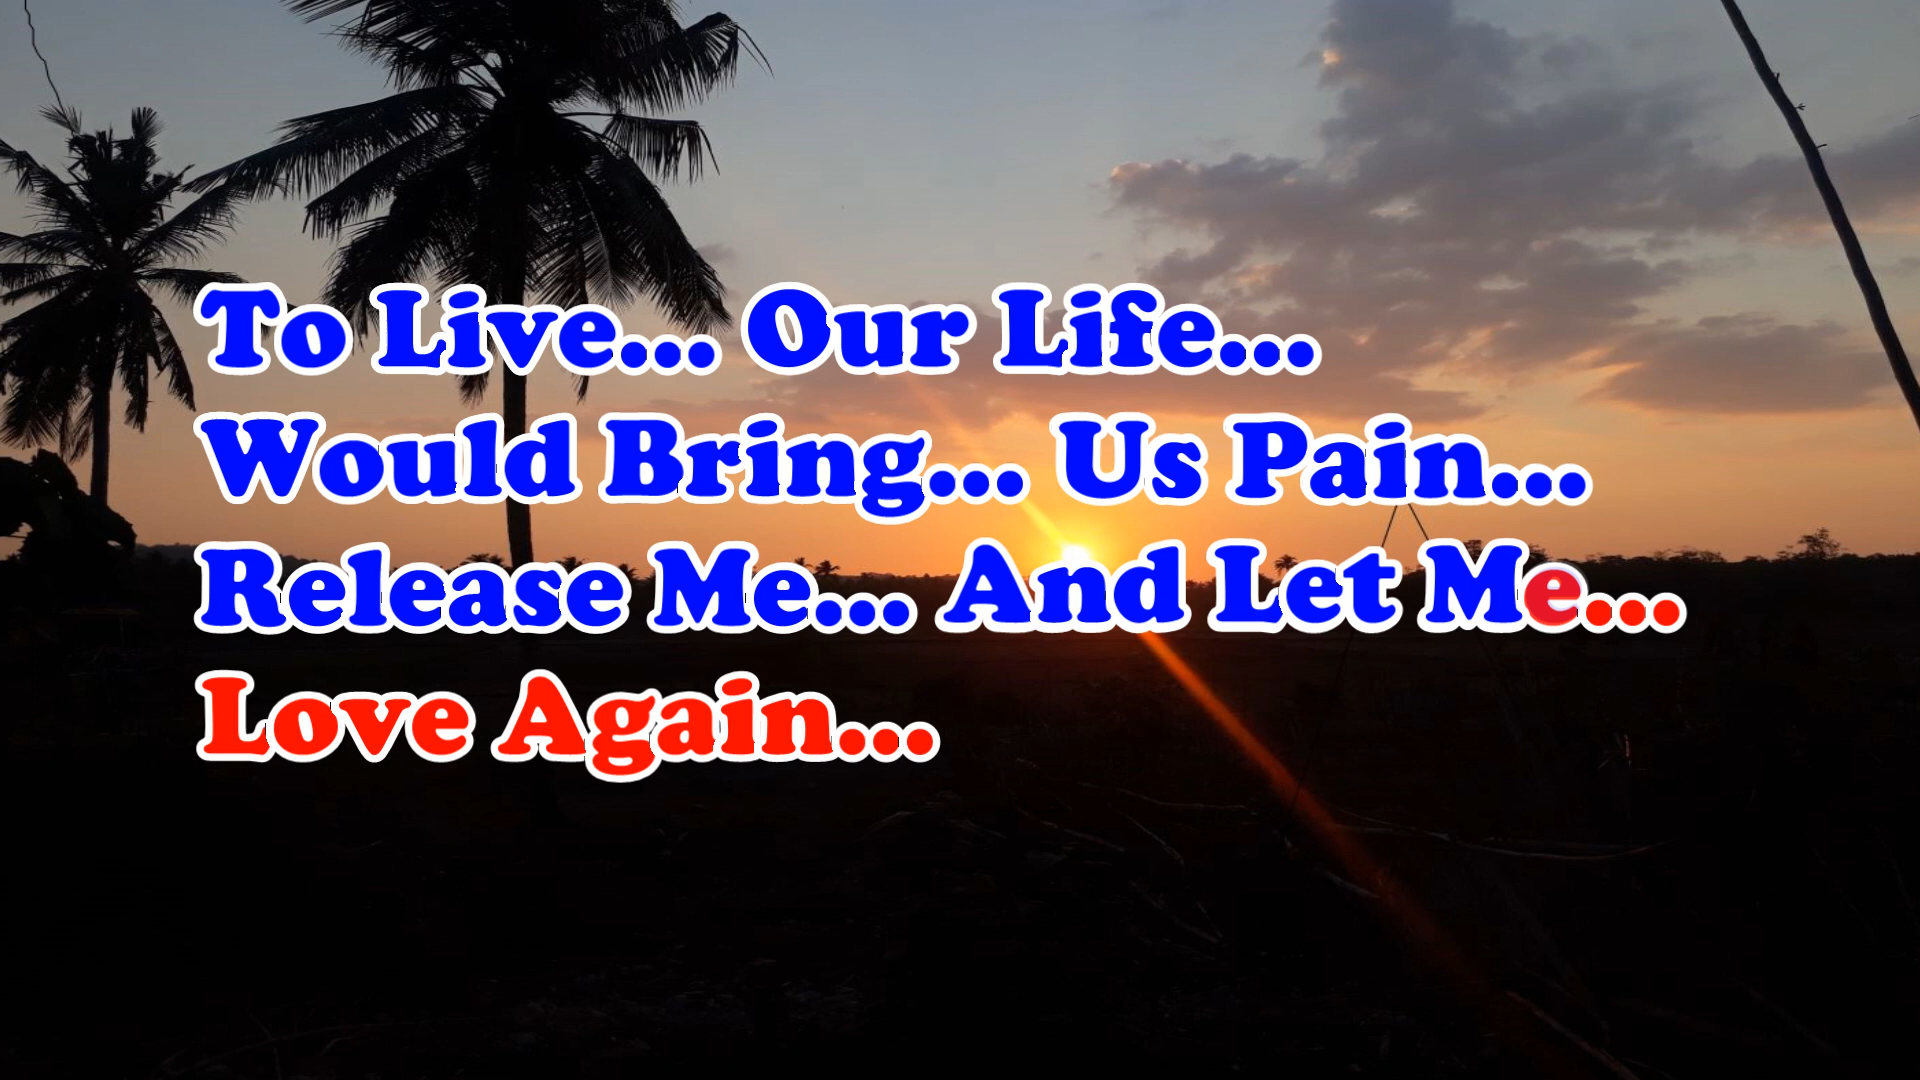 To Live... Our Life...
Would Bring... Us Pain...
Release Me... And Let Me...
Love Again...